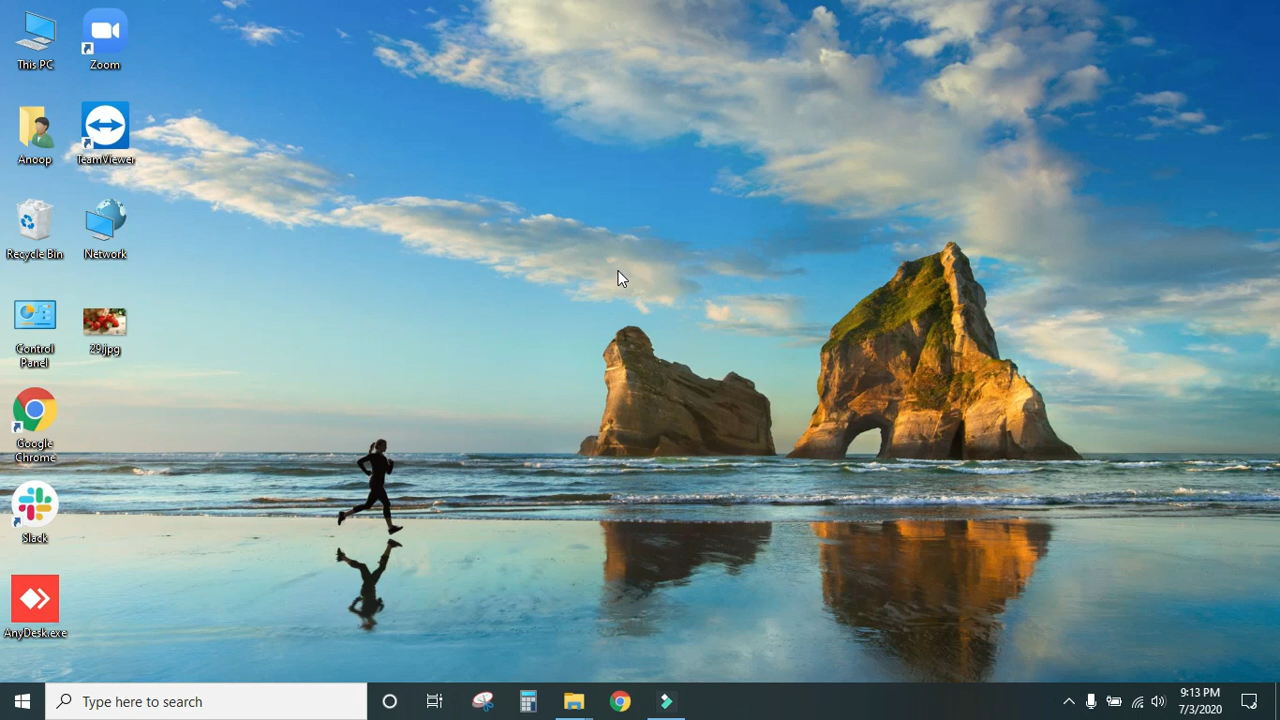 This PC
Zoom
Anoop
TeamViewer
Recycle Bin
Network
Control
Panel
29.jpg
Google
Chrome
Slack
AnyDesk.exe
Type here to search
9:13 PM
7/3/2020